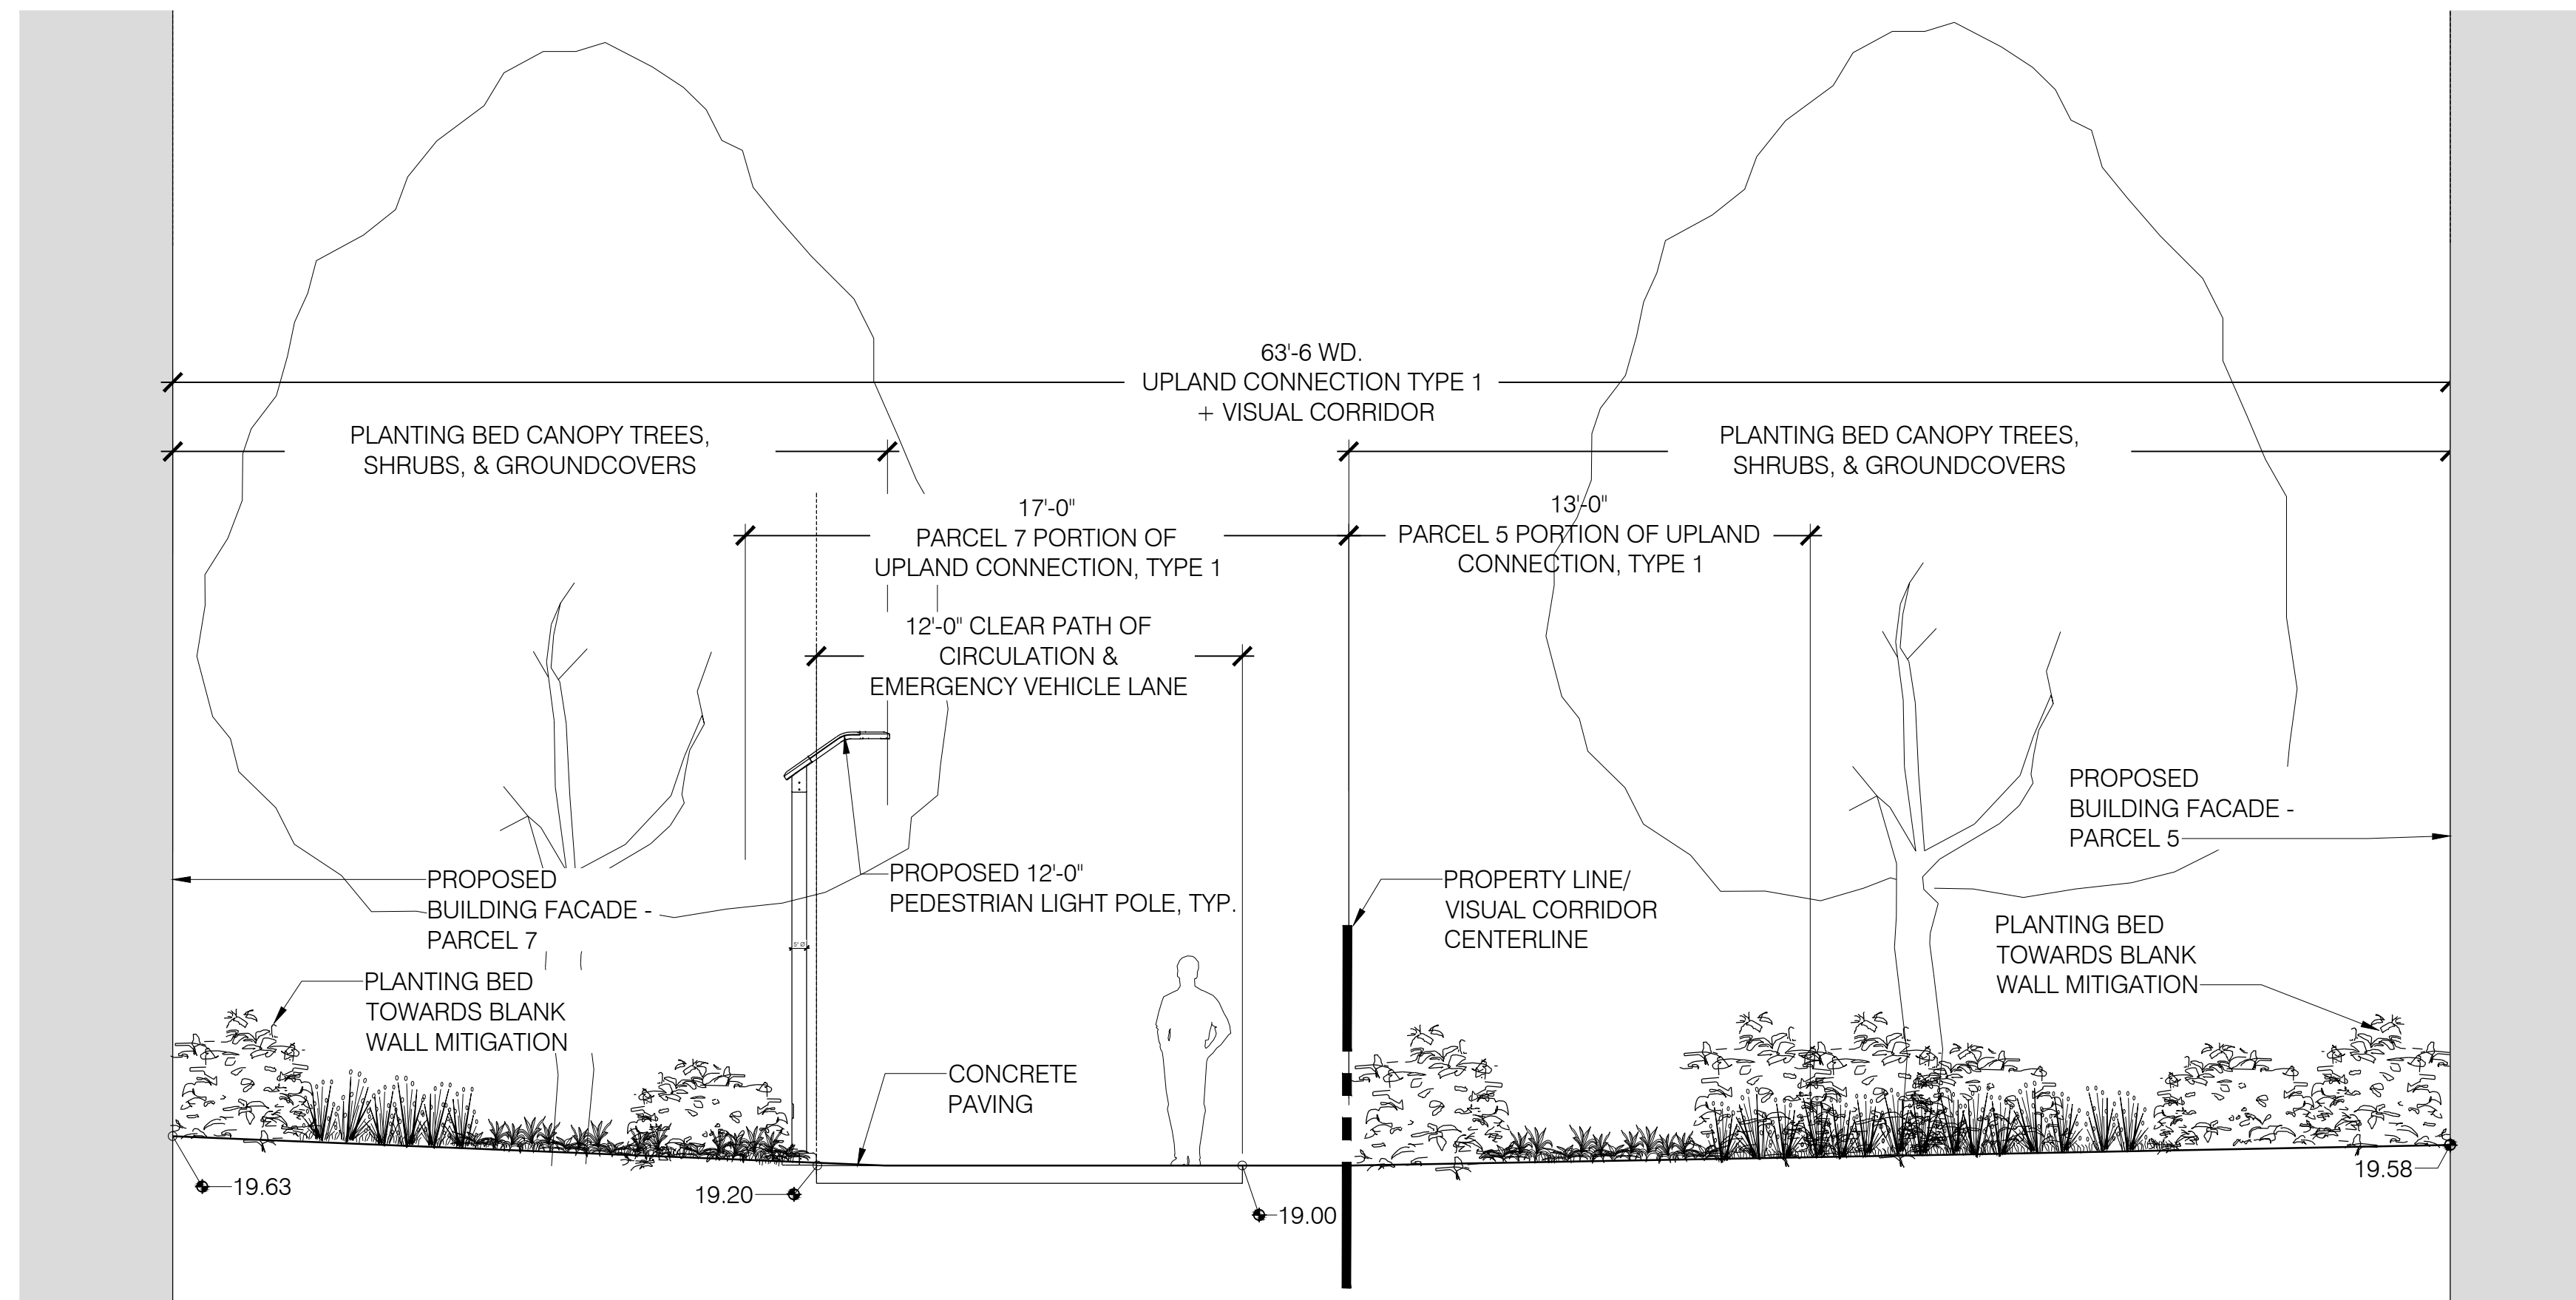 63'-6 WD.
UPLAND CONNECTION TYPE 1
+ VISUAL CORRIDOR
PLANTING BED CANOPY TREES,
SHRUBS, & GROUNDCOVERS
PLANTING BED CANOPY TREES,
SHRUBS, & GROUNDCOVERS
17'-0"
PARCEL 7 PORTION OF
UPLAND CONNECTION, TYPE 1
13'-0"
PARCEL 5 PORTION OF UPLAND
CONNECTION, TYPE 1
12'-0" CLEAR PATH OF
CIRCULATION &
EMERGENCY VEHICLE LANE
PROPOSED
BUILDING FACADE -
PARCEL 5
PROPOSED
BUILDING FACADE -
PARCEL 7
PROPOSED 12'-0"
PEDESTRIAN LIGHT POLE, TYP.
PROPERTY LINE/
VISUAL CORRIDOR
CENTERLINE
PLANTING BED
TOWARDS BLANK
WALL MITIGATION
5" Ø
PLANTING BED
TOWARDS BLANK
WALL MITIGATION
CONCRETE
PAVING
19.63
19.20
19.00
19.58